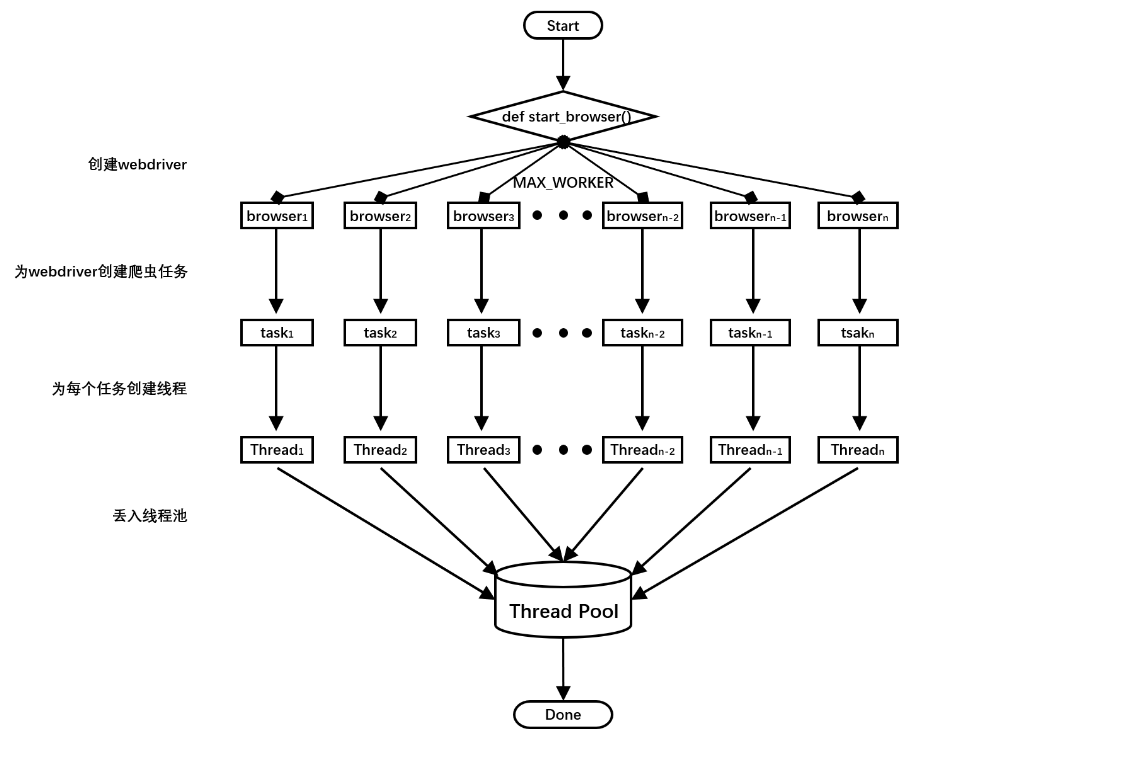 Start
def start_browser()
创建webdriver
MAX_WORKER
browser₁ browser₂ browser₃ browserₙ₋₂ browserₙ₋₁ browserₙ
为webdriver创建爬虫任务
task₁ task₂ task₃ taskₙ₋₂ taskₙ₋₁ tsakₙ
为每个任务创建线程
Thread₁ Thread₂ Thread₃ Threadₙ₋₂ Threadₙ₋₁ Threadₙ
丢入线程池
Thread Pool
Done